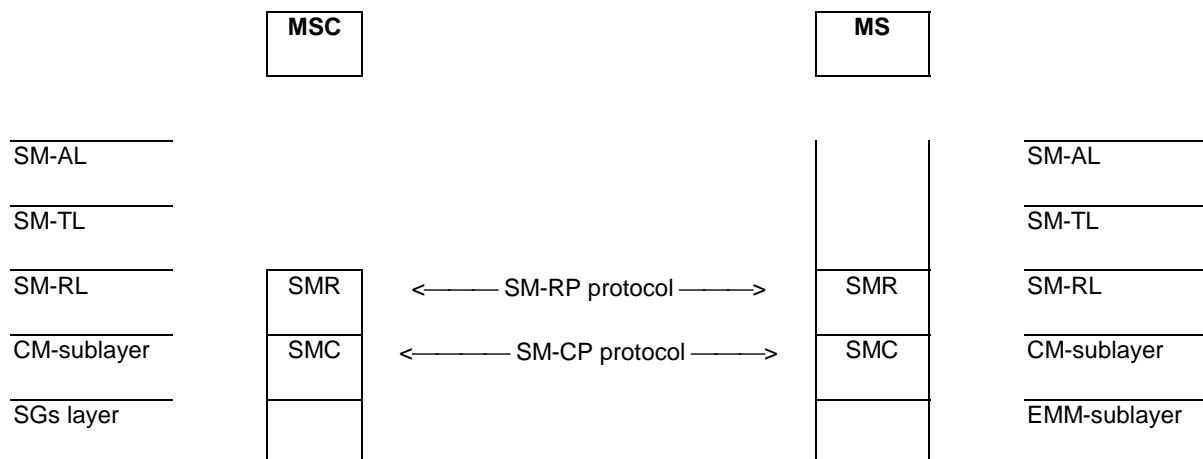 MSC MS
SM-AL SM-AL
SM-TL SM-TL
SM-RL SMR <——— SM-RP protocol ———> SMR SM-RL
CM-sublayer SMC <——— SM-CP protocol ———> SMC CM-sublayer
SGs layer EMM-sublayer